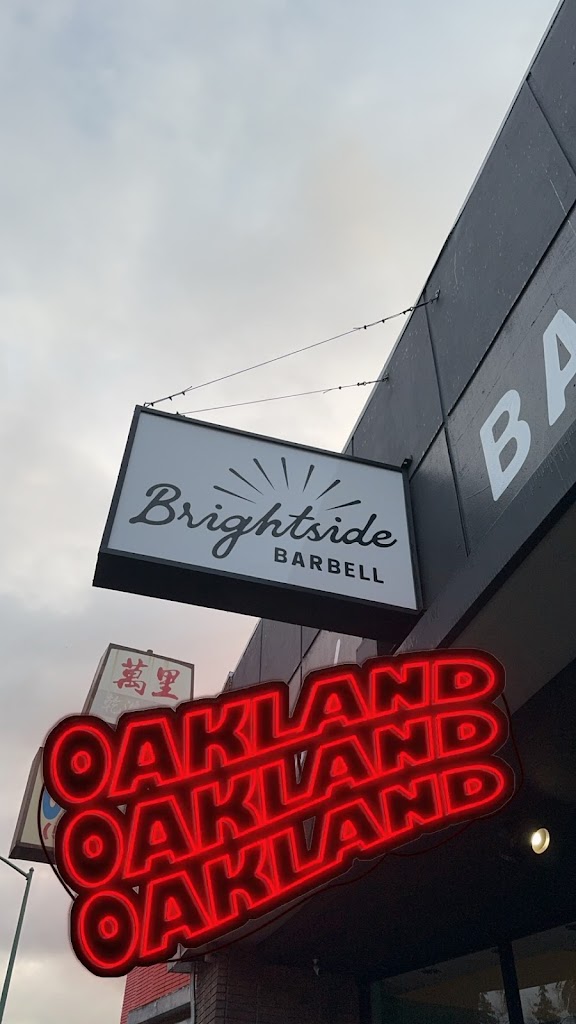 BA
Brightside
BARBELL
萬里
OAKLAND
OAKLAND
OAKLAND